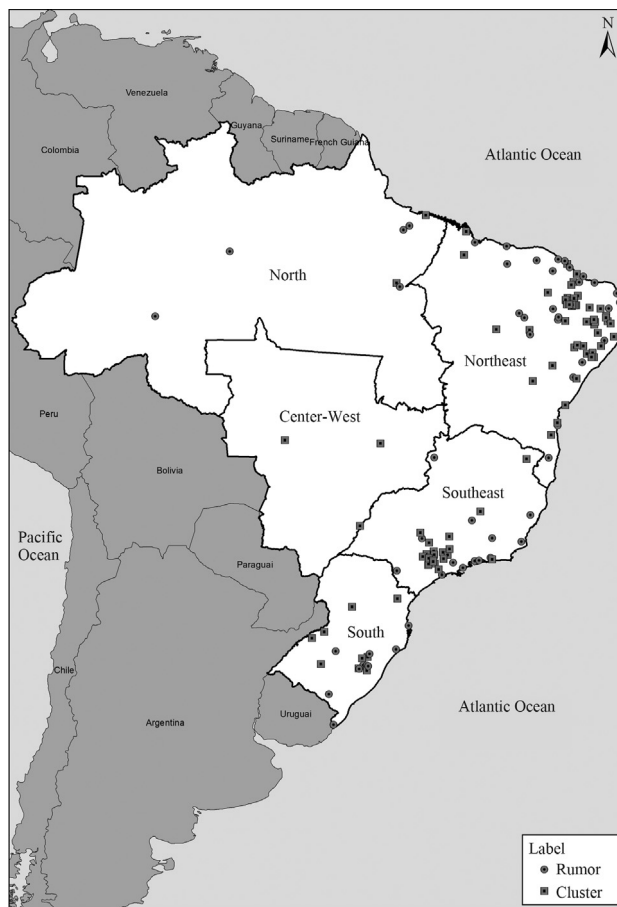 N
Venezuela
Guyana
Suriname
French Guiana
Colombia
Atlantic Ocean
North
Northeast
Center-West
Peru
Bolivia
Southeast
Pacific
Ocean
Paraguai
South
Chile
Argentina
Uruguai
Atlantic Ocean
Label
Rumor
Cluster